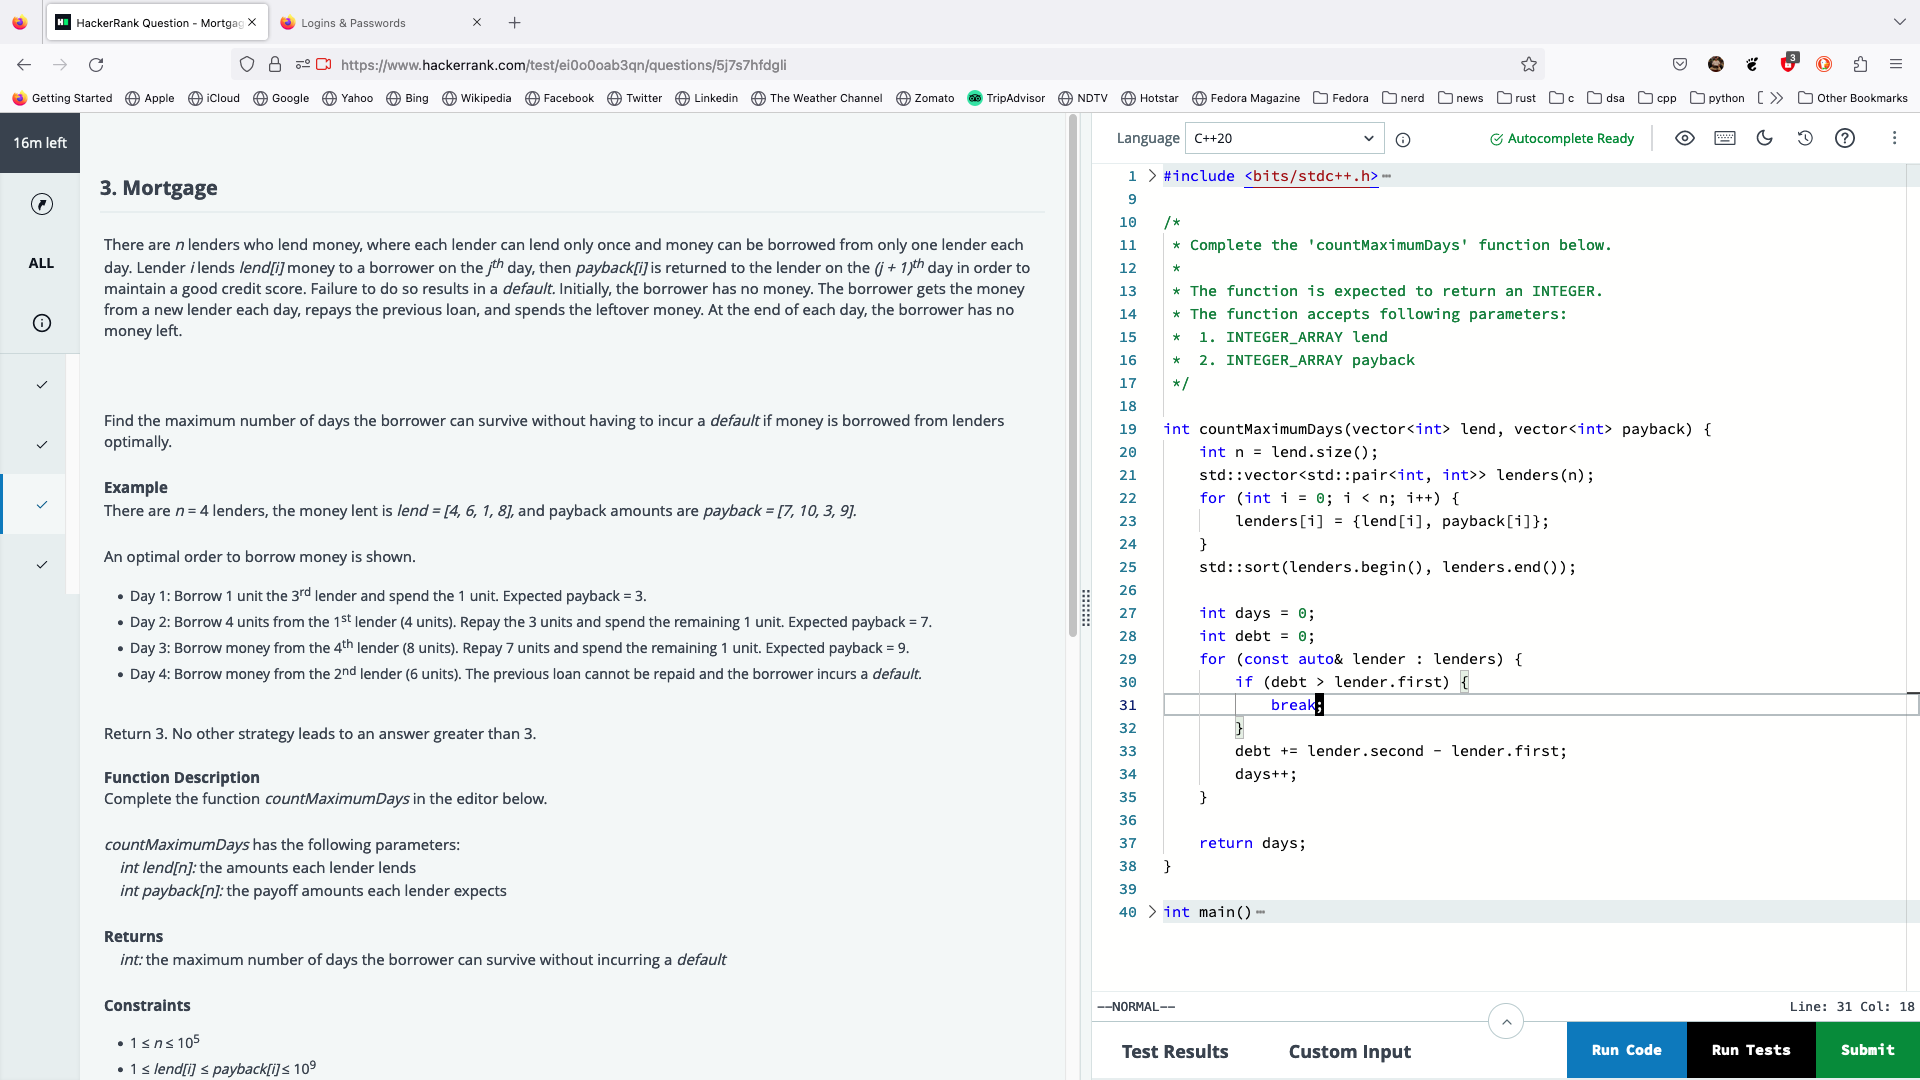 HackerRank Question - Mortgag
Logins & Passwords
https://www.hackerrank.com/test/ei0o0oab3qn/questions/5j7s7hfdgli
3
Getting Started Apple iCloud Google Yahoo Bing Wikipedia Facebook Twitter Linkedin The Weather Channel Zomato TripAdvisor NDTV Hotstar Fedora Magazine Fedora nerd news rust c dsa cpp python Other Bookmarks
16m left
ALL
3. Mortgage
There are n lenders who lend money, where each lender can lend only once and money can be borrowed from only one lender each
day. Lender i lends lend[i] money to a borrower on the jth day, then payback[i] is returned to the lender on the (j + 1)th day in order to
maintain a good credit score. Failure to do so results in a default. Initially, the borrower has no money. The borrower gets the money
from a new lender each day, repays the previous loan, and spends the leftover money. At the end of each day, the borrower has no
money left.
Find the maximum number of days the borrower can survive without having to incur a default if money is borrowed from lenders
optimally.
Example
There are n = 4 lenders, the money lent is lend = [4, 6, 1, 8], and payback amounts are payback = [7, 10, 3, 9].
An optimal order to borrow money is shown.
• Day 1: Borrow 1 unit the 3rd lender and spend the 1 unit. Expected payback = 3.
• Day 2: Borrow 4 units from the 1st lender (4 units). Repay the 3 units and spend the remaining 1 unit. Expected payback = 7.
• Day 3: Borrow money from the 4th lender (8 units). Repay 7 units and spend the remaining 1 unit. Expected payback = 9.
• Day 4: Borrow money from the 2nd lender (6 units). The previous loan cannot be repaid and the borrower incurs a default.
Return 3. No other strategy leads to an answer greater than 3.
Function Description
Complete the function countMaximumDays in the editor below.
countMaximumDays has the following parameters:
int lend[n]: the amounts each lender lends
int payback[n]: the payoff amounts each lender expects
Returns
int: the maximum number of days the borrower can survive without incurring a default
Constraints
• 1 ≤ n ≤ 10^5
• 1 ≤ lend[i] ≤ payback[i] ≤ 10^9
Language C++20 Autocomplete Ready
1 #include <bits/stdc++.h>
9
10 /*
11 * Complete the 'countMaximumDays' function below.
12 *
13 * The function is expected to return an INTEGER.
14 * The function accepts following parameters:
15 * 1. INTEGER_ARRAY lend
16 * 2. INTEGER_ARRAY payback
17 */
18
19 int countMaximumDays(vector<int> lend, vector<int> payback) {
20 int n = lend.size();
21 std::vector<std::pair<int, int>> lenders(n);
22 for (int i = 0; i < n; i++) {
23 lenders[i] = {lend[i], payback[i]};
24 }
25 std::sort(lenders.begin(), lenders.end());
26
27 int days = 0;
28 int debt = 0;
29 for (const auto& lender : lenders) {
30 if (debt > lender.first) {
31 break;
32 }
33 debt += lender.second - lender.first;
34 days++;
35 }
36
37 return days;
38 }
39
40 int main()
--NORMAL--
Line: 31 Col: 18
Test Results Custom Input Run Code Run Tests Submit